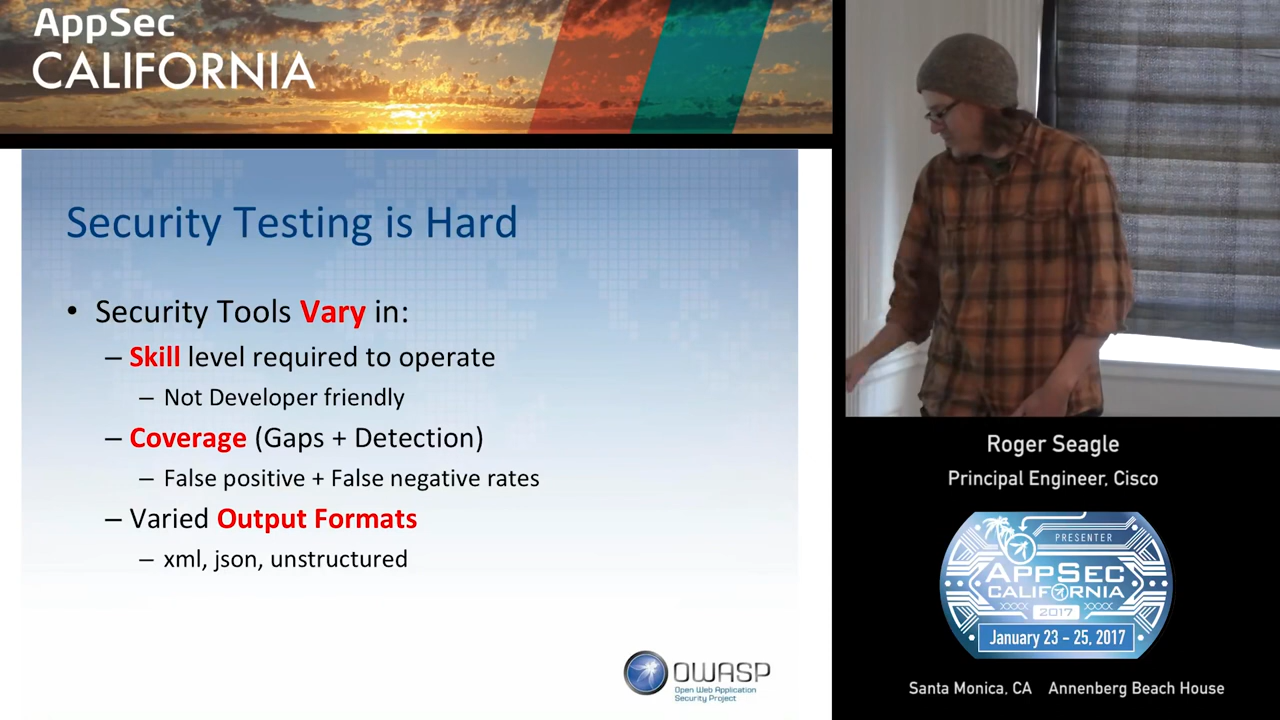 AppSec
CALIFORNIA
Security Testing is Hard
• Security Tools Vary in:
– Skill level required to operate
– Not Developer friendly
– Coverage (Gaps + Detection)
– False positive + False negative rates
– Varied Output Formats
– xml, json, unstructured
OWASP
Open Web Application
Security Project
Roger Seagle
Principal Engineer, Cisco
PRESENTER
APPSEC
CALIFORNIA
2017
January 23 – 25, 2017
Santa Monica, CA Annenberg Beach House